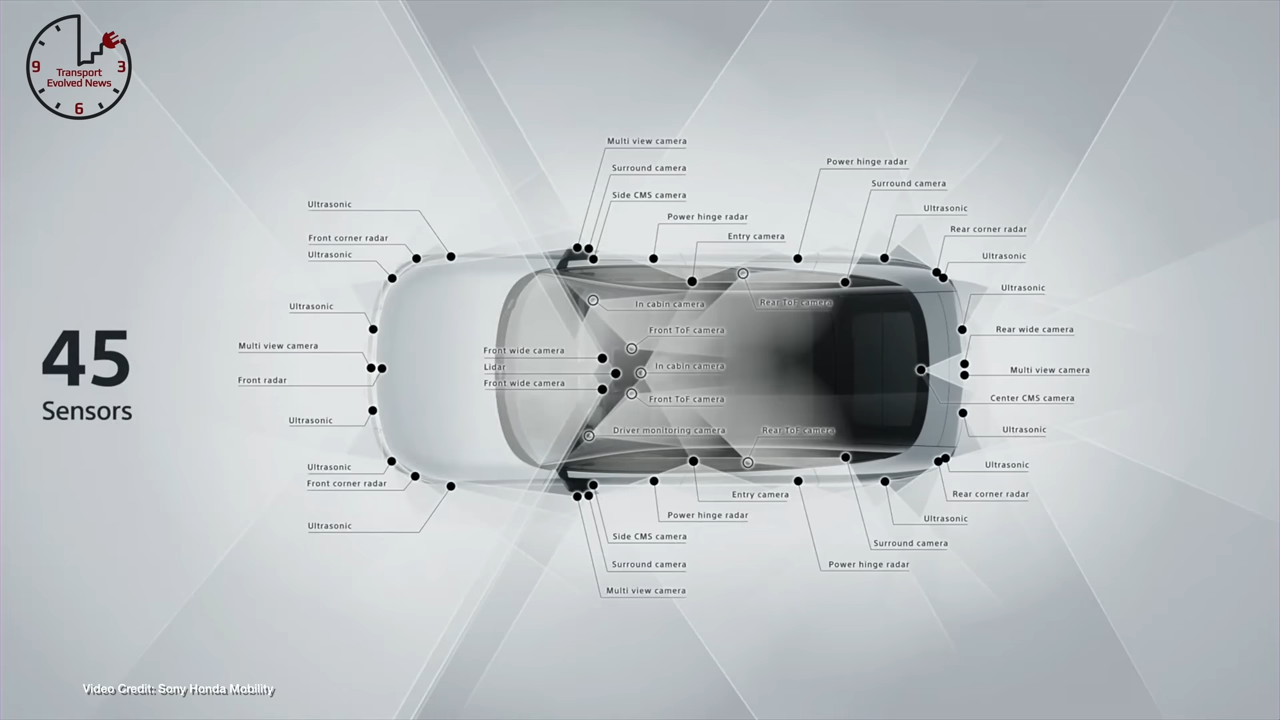 9
3
Transport
Evolved News
6
45
Sensors
Multi view camera
Surround camera
Side CMS camera
Power hinge radar
Entry camera
Power hinge radar
Surround camera
Ultrasonic
Rear corner radar
Ultrasonic
Ultrasonic
Rear wide camera
Multi view camera
Center CMS camera
Ultrasonic
Ultrasonic
Rear corner radar
Ultrasonic
Surround camera
Power hinge radar
Ultrasonic
Front corner radar
Ultrasonic
Ultrasonic
Multi view camera
Front radar
Ultrasonic
Ultrasonic
Front corner radar
Ultrasonic
In cabin camera
Rear ToF camera
Front ToF camera
Front wide camera
Lidar
In cabin camera
Front wide camera
Front ToF camera
Driver monitoring camera
Rear ToF camera
Entry camera
Power hinge radar
Side CMS camera
Surround camera
Multi view camera
Video Credit: Sony Honda Mobility